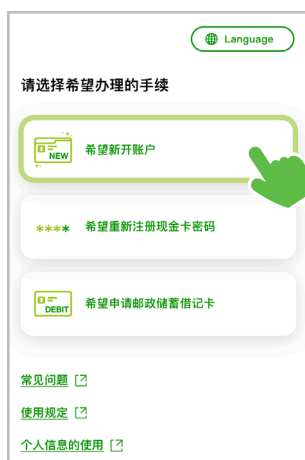 Language
请选择希望办理的手续
NEW
希望新开账户
****
希望重新注册现金卡密码
DEBIT
希望申请邮政储蓄借记卡
常见问题
使用规定
个人信息的使用